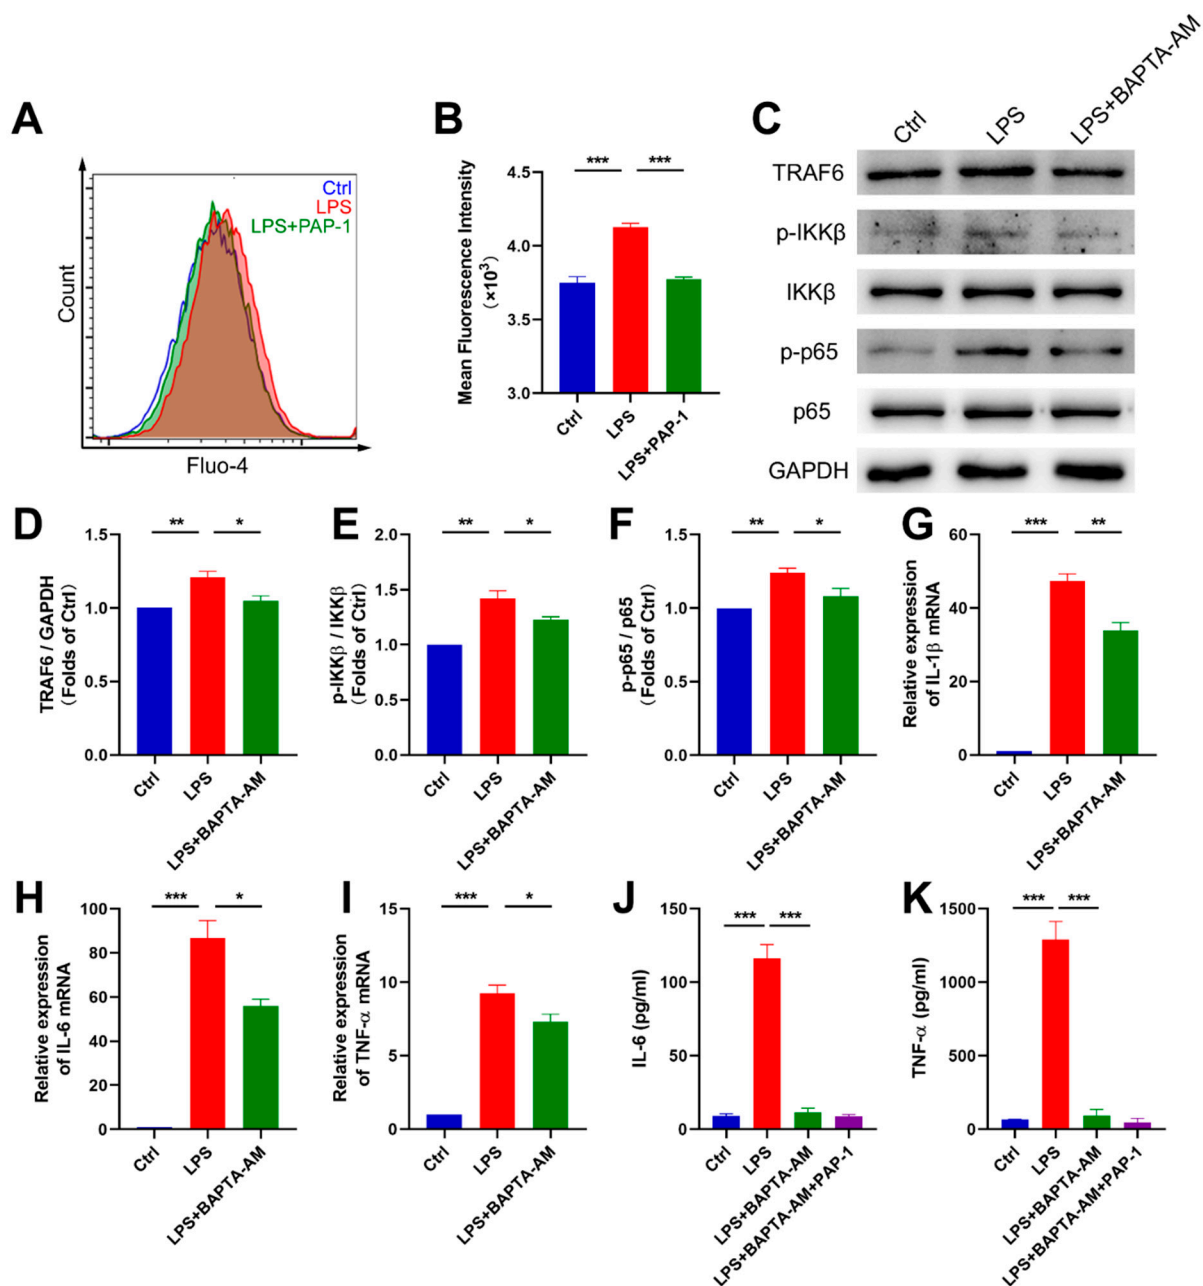 A
Ctrl
LPS
LPS+PAP-1
Count
Fluo-4
B
*** ***
Mean Fluorescence Intensity
(×10³)
4.5
4.0
3.5
3.0
Ctrl
LPS
LPS+PAP-1
C
Ctrl
LPS
LPS+BAPTA-AM
TRAF6
p-IKKβ
IKKβ
p-p65
p65
GAPDH
D
** *
TRAF6 / GAPDH
(Folds of Ctrl)
1.5
1.0
0.5
0.0
Ctrl
LPS
LPS+BAPTA-AM
E
** *
p-IKKβ / IKKβ
(Folds of Ctrl)
2.0
1.5
1.0
0.5
0.0
Ctrl
LPS
LPS+BAPTA-AM
F
** *
p-p65 / p65
(Folds of Ctrl)
1.5
1.0
0.5
0.0
Ctrl
LPS
LPS+BAPTA-AM
G
*** **
Relative expression
of IL-1β mRNA
60
40
20
0
Ctrl
LPS
LPS+BAPTA-AM
H
*** *
Relative expression
of IL-6 mRNA
100
80
60
40
20
0
Ctrl
LPS
LPS+BAPTA-AM
I
*** *
Relative expression
of TNF-α mRNA
15
10
5
0
Ctrl
LPS
LPS+BAPTA-AM
J
*** ***
IL-6 (pg/ml)
150
100
50
0
Ctrl
LPS
LPS+BAPTA-AM
LPS+BAPTA-AM+PAP-1
K
*** ***
TNF-α (pg/ml)
1500
1000
500
0
Ctrl
LPS
LPS+BAPTA-AM
LPS+BAPTA-AM+PAP-1